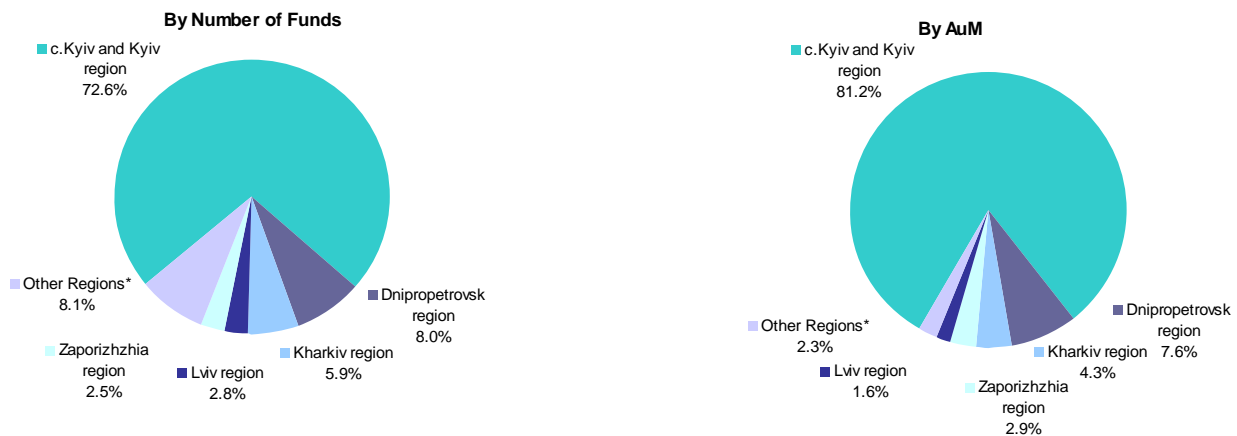 By Number of Funds
c.Kyiv and Kyiv
region
72.6%
Dnipropetrovsk
region
8.0%
Kharkiv region
5.9%
Lviv region
2.8%
Zaporizhzhia
region
2.5%
Other Regions*
8.1%
By AuM
c.Kyiv and Kyiv
region
81.2%
Dnipropetrovsk
region
7.6%
Kharkiv region
4.3%
Zaporizhzhia
region
2.9%
Lviv region
1.6%
Other Regions*
2.3%